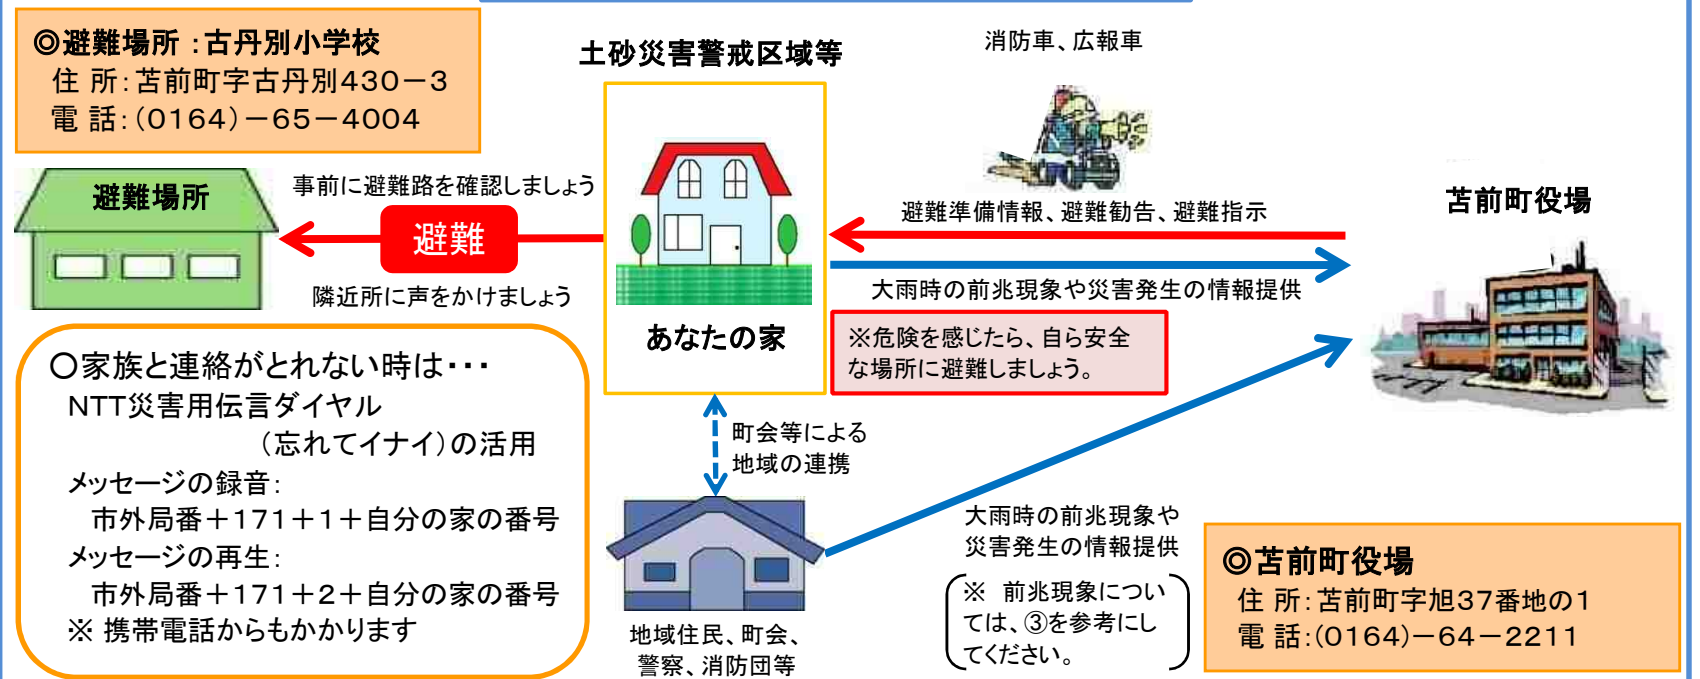 ◎避難場所：古丹別小学校
住 所：苫前町字古丹別430－3
電 話：（0164）－65－4004
避難場所
事前に避難路を確認しましょう
避難
隣近所に声をかけましょう
土砂災害警戒区域等
あなたの家
消防車、広報車
避難準備情報、避難勧告、避難指示
大雨時の前兆現象や災害発生の情報提供
※危険を感じたら、自ら安全
な場所に避難しましょう。
苫前町役場
○家族と連絡がとれない時は・・・
NTT災害用伝言ダイヤル
（忘れてイナイ）の活用
メッセージの録音：
市外局番＋171＋1＋自分の家の番号
メッセージの再生：
市外局番＋171＋2＋自分の家の番号
※ 携帯電話からもかかります
町会等による
地域の連携
地域住民、町会、
警察、消防団等
大雨時の前兆現象や
災害発生の情報提供
※ 前兆現象につい
ては、③を参考にし
てください。
◎苫前町役場
住 所：苫前町字旭37番地の1
電 話：（0164）－64－2211